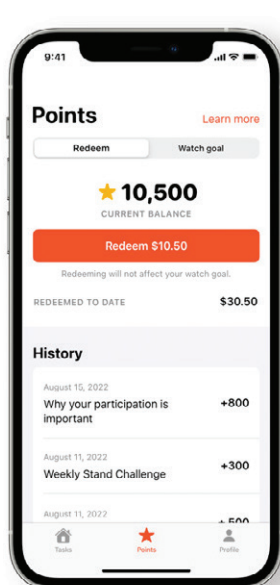 9:41
Points
Learn more
Redeem
Watch goal
10,500
CURRENT BALANCE
Redeem $10.50
Redeeming will not affect your watch goal.
REDEEMED TO DATE
$30.50
History
August 15, 2022
Why your participation is
important
+800
August 11, 2022
Weekly Stand Challenge
+300
August 11, 2022
+500
Tasks
Points
Profile